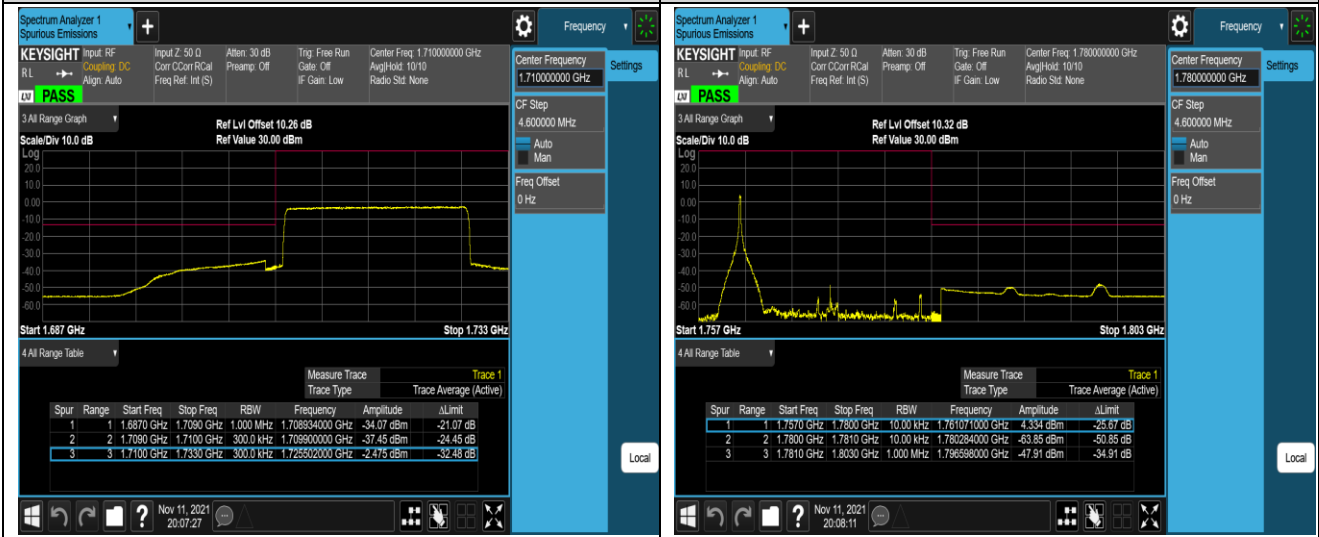 Spectrum Analyzer 1
Spurious Emissions
+
Frequency
KEYSIGHT Input: RF Input Z: 50 Ω Atten: 30 dB Trig: Free Run Center Freq: 1.710000000 GHz
RL Coupling: DC Corr CCorr RCal Preamp: Off Gate: Off Avg|Hold: 10/10
Align: Auto Freq Ref: Int (S) IF Gain: Low Radio Std: None
LXI PASS
Center Frequency
1.710000000 GHz
Settings
CF Step
4.600000 MHz
Auto
Man
Freq Offset
0 Hz
3 All Range Graph
Ref Lvl Offset 10.26 dB
Scale/Div 10.0 dB Ref Value 30.00 dBm
Log
20.0
10.0
0.00
-10.0
-20.0
-30.0
-40.0
-50.0
-60.0
Start 1.687 GHz Stop 1.733 GHz
4 All Range Table
Measure Trace Trace 1
Trace Type Trace Average (Active)
Spur Range Start Freq Stop Freq RBW Frequency Amplitude ΔLimit
1 1 1.6870 GHz 1.7090 GHz 1.000 MHz 1.708934000 GHz -34.07 dBm -21.07 dB
2 2 1.7090 GHz 1.7100 GHz 300.0 kHz 1.709900000 GHz -37.45 dBm -24.45 dB
3 3 1.7100 GHz 1.7330 GHz 300.0 kHz 1.725502000 GHz -2.475 dBm -32.48 dB
Local
? Nov 11, 2021
20:07:27
Spectrum Analyzer 1
Spurious Emissions
+
Frequency
KEYSIGHT Input: RF Input Z: 50 Ω Atten: 30 dB Trig: Free Run Center Freq: 1.780000000 GHz
RL Coupling: DC Corr CCorr RCal Preamp: Off Gate: Off Avg|Hold: 10/10
Align: Auto Freq Ref: Int (S) IF Gain: Low Radio Std: None
LXI PASS
Center Frequency
1.780000000 GHz
Settings
CF Step
4.600000 MHz
Auto
Man
Freq Offset
0 Hz
3 All Range Graph
Ref Lvl Offset 10.32 dB
Scale/Div 10.0 dB Ref Value 30.00 dBm
Log
20.0
10.0
0.00
-10.0
-20.0
-30.0
-40.0
-50.0
-60.0
Start 1.757 GHz Stop 1.803 GHz
4 All Range Table
Measure Trace Trace 1
Trace Type Trace Average (Active)
Spur Range Start Freq Stop Freq RBW Frequency Amplitude ΔLimit
1 1 1.7570 GHz 1.7800 GHz 10.00 kHz 1.761071000 GHz 4.334 dBm -25.67 dB
2 2 1.7800 GHz 1.7810 GHz 10.00 kHz 1.780284000 GHz -63.85 dBm -50.85 dB
3 3 1.7810 GHz 1.8030 GHz 1.000 MHz 1.796598000 GHz -47.91 dBm -34.91 dB
Local
? Nov 11, 2021
20:08:11